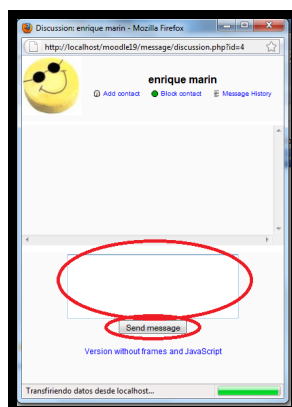 Discussion: enrique marin - Mozilla Firefox
http://localhost/moodle19/message/discussion.php?id=4
enrique marin
Add contact Block contact Message History
Send message
Version without frames and JavaScript
Transfiriendo datos desde localhost...